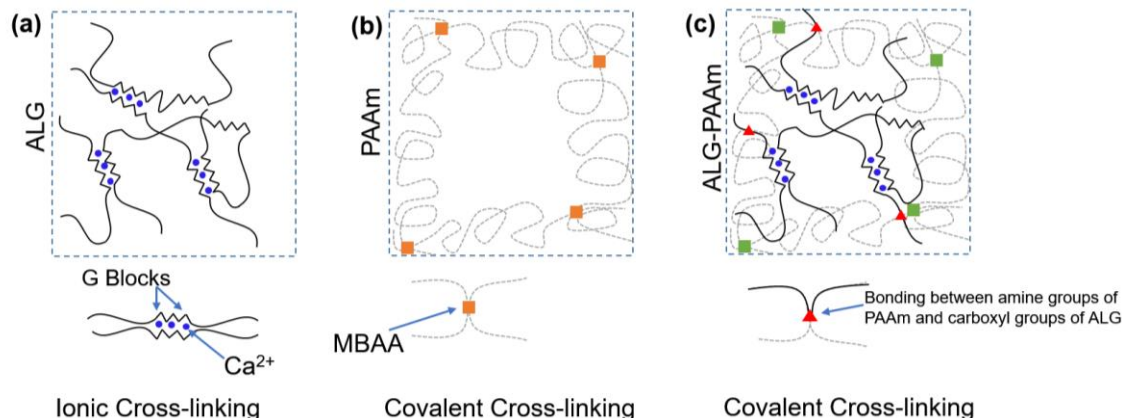 (a)
ALG
G Blocks
Ca²⁺
Ionic Cross-linking
(b)
PAAm
MBAA
Covalent Cross-linking
(c)
ALG-PAAm
Bonding between amine groups of
PAAm and carboxyl groups of ALG
Covalent Cross-linking